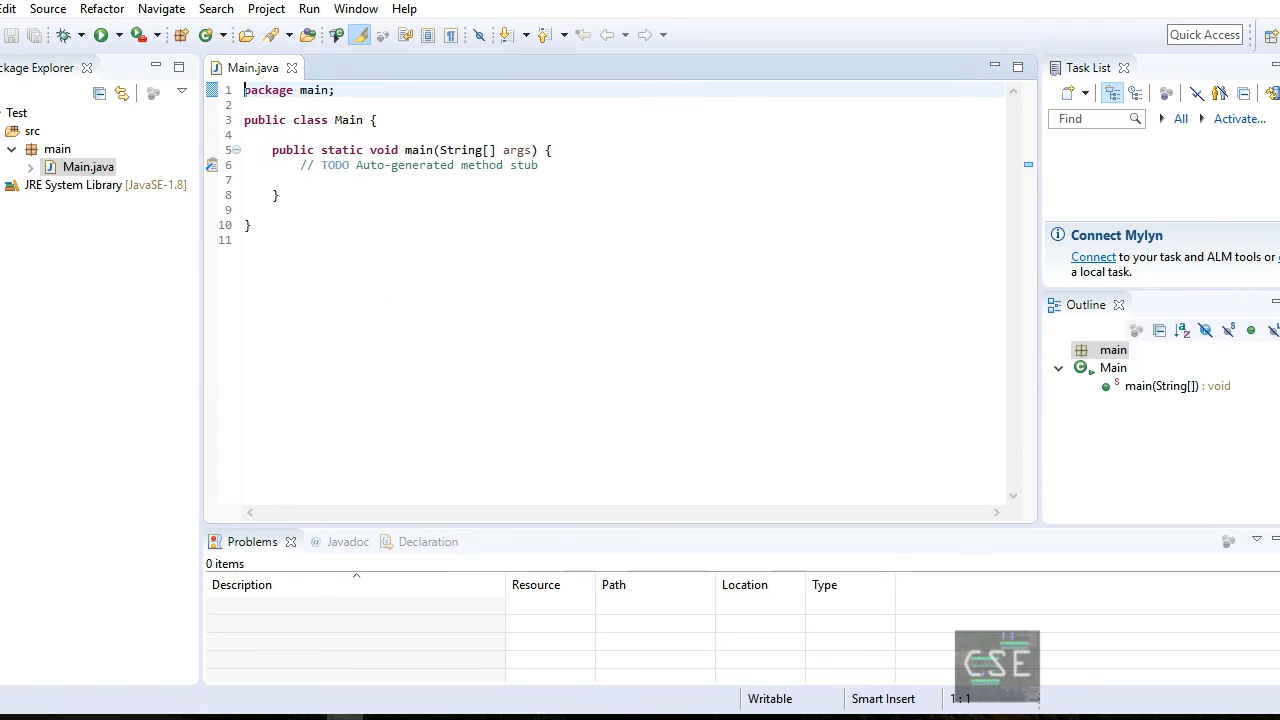 dit Source Refactor Navigate Search Project Run Window Help
Quick Access
ckage Explorer
Test
src
main
Main.java
JRE System Library [JavaSE-1.8]
Main.java
1 package main;
2
3 public class Main {
4
5 public static void main(String[] args) {
6 // TODO Auto-generated method stub
7
8 }
9
10 }
11
Task List
Find All Activate...
Connect Mylyn
Connect to your task and ALM tools or
a local task.
Outline
main
Main
main(String[]) : void
Problems @ Javadoc Declaration
0 items
Description Resource Path Location Type
CSE
Writable Smart Insert 1 : 1